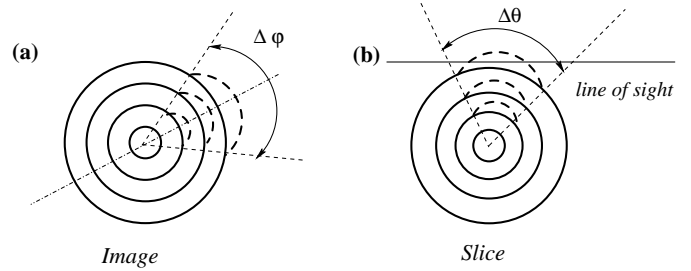 (a)
Δ φ
Image
(b)
Δθ
line of sight
Slice